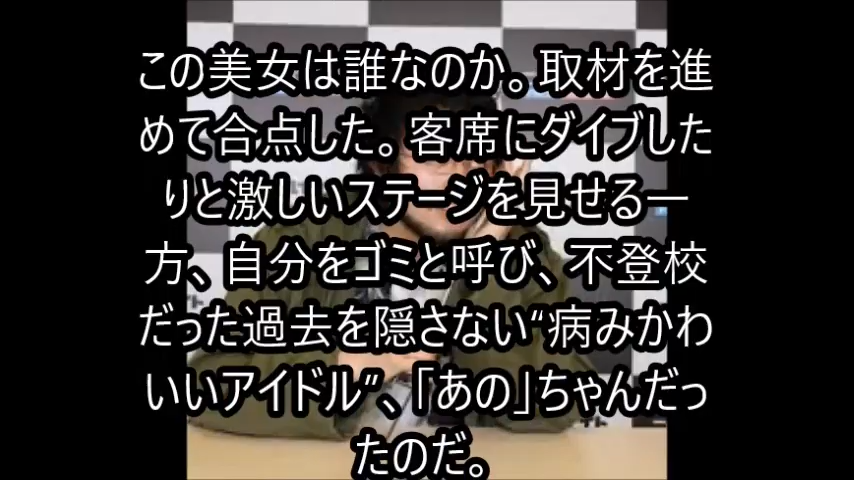 この美女は誰なのか。取材を進
めて合点した。客席にダイブした
りと激しいステージを見せる一
方、自分をゴミと呼び、不登校
だった過去を隠さない“病みかわ
いいアイドル”、「あの」ちゃんだっ
たのだ。